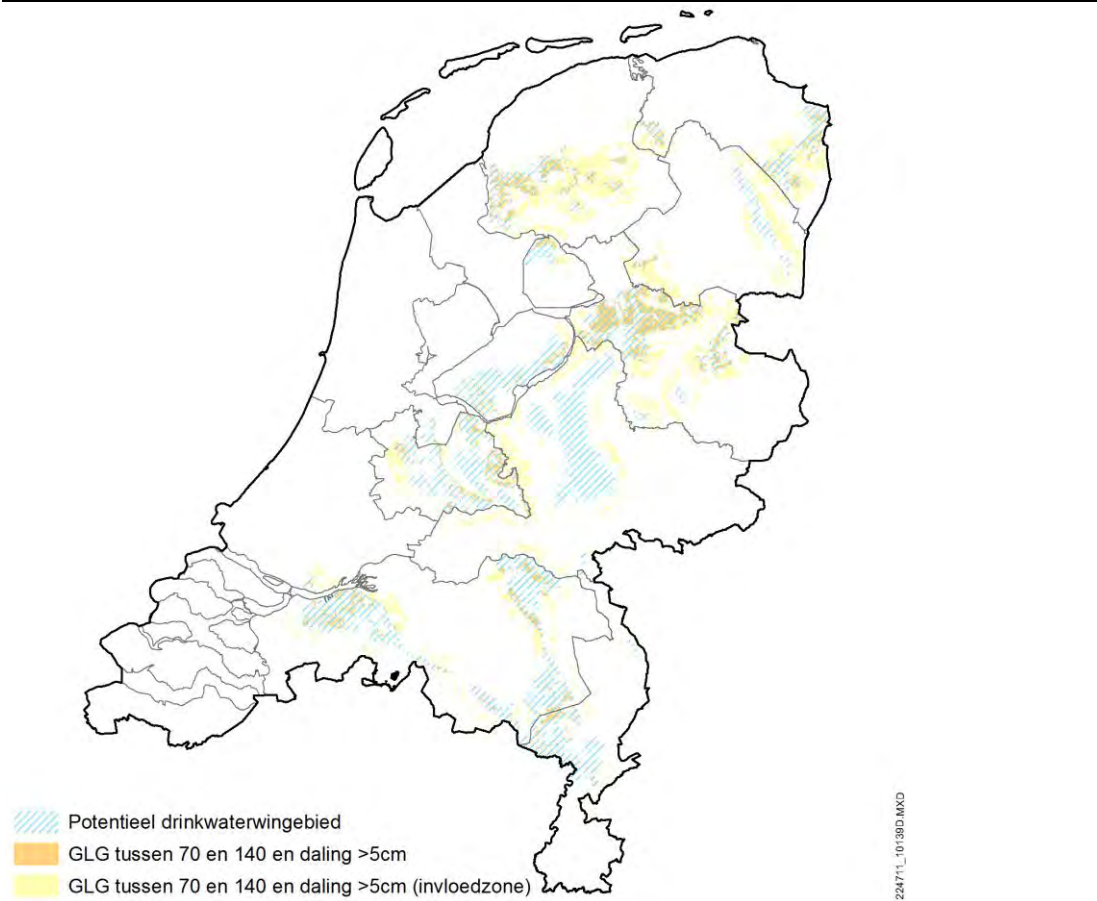 Potentieel drinkwaterwingebied
GLG tussen 70 en 140 en daling >5cm
GLG tussen 70 en 140 en daling >5cm (invloedzone)
224711_10139D.MXD